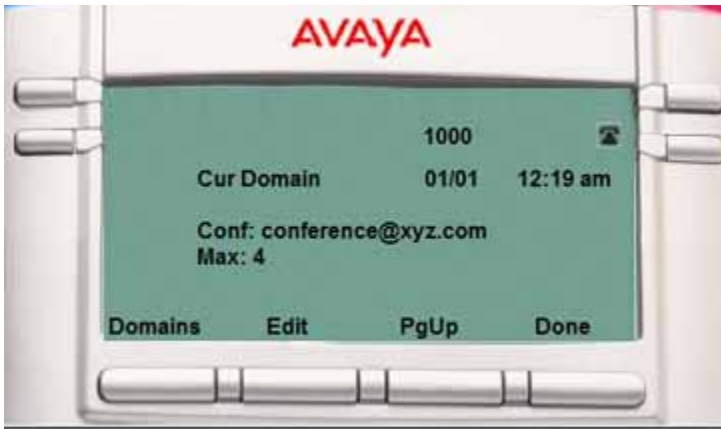 AVAYA
1000
Cur Domain 01/01 12:19 am
Conf: conference@xyz.com
Max: 4
Domains Edit PgUp Done